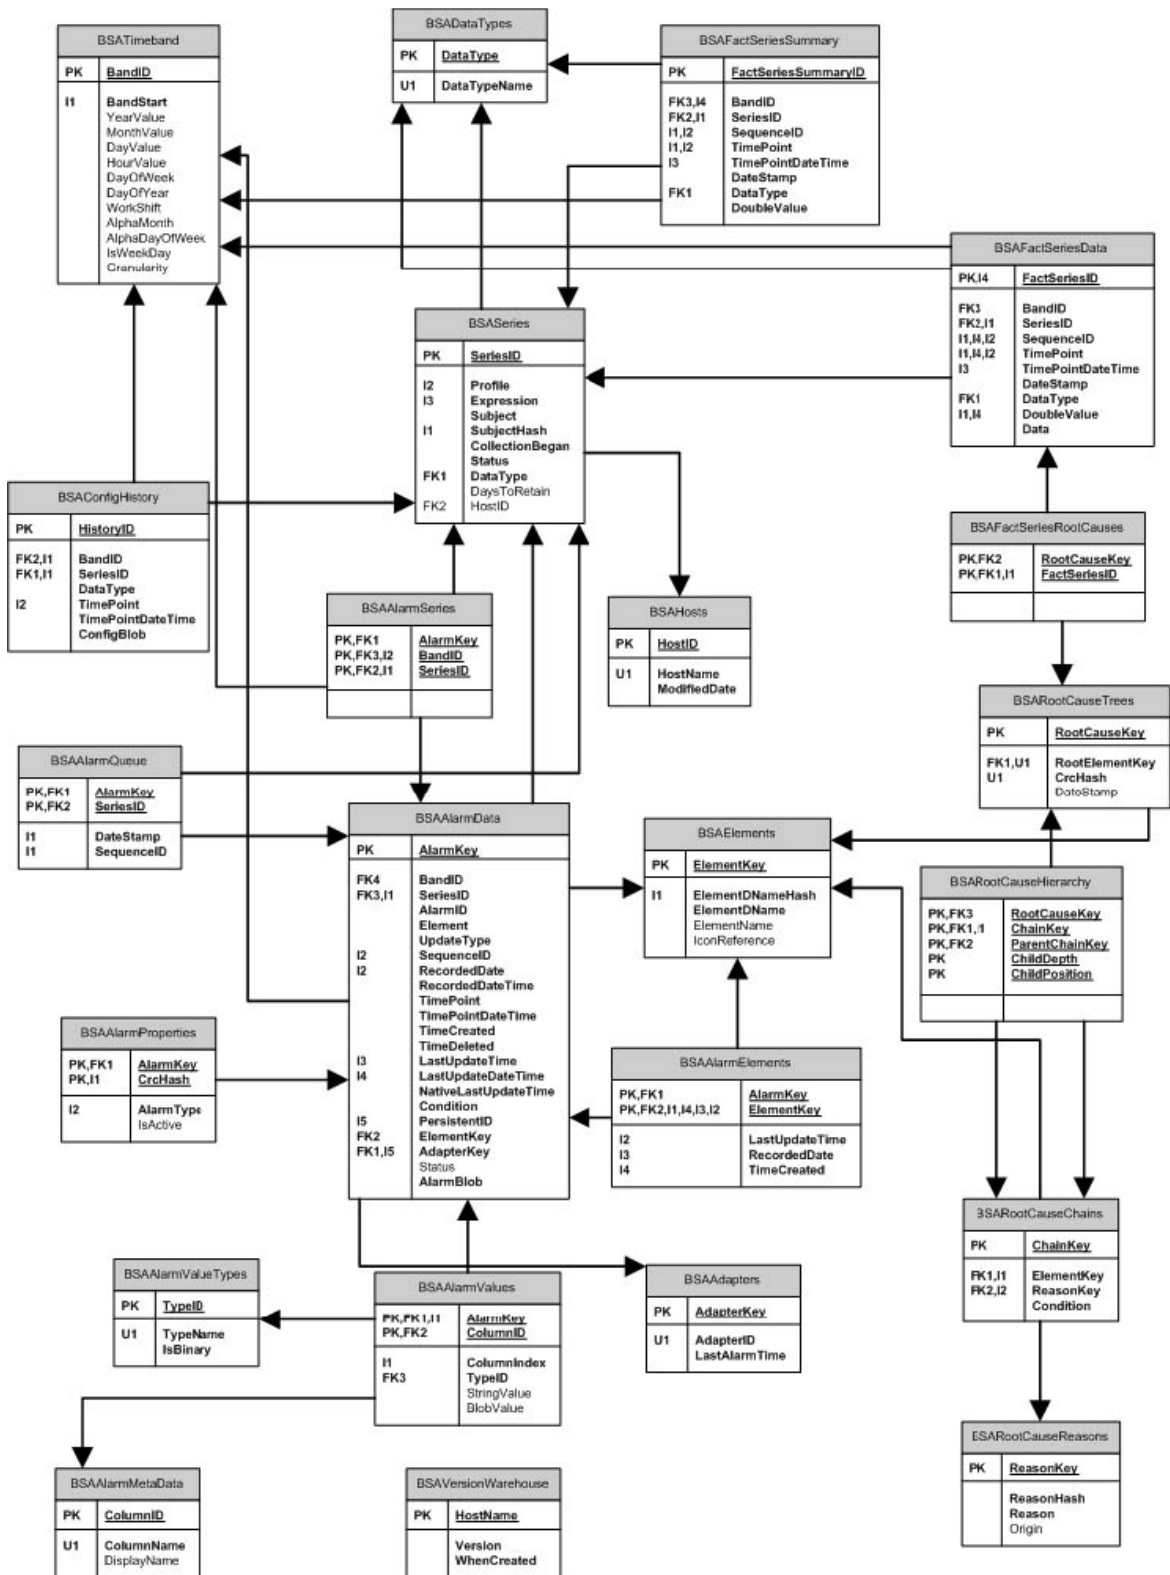 BSATimeband
PK BandID
I1 BandStart
YearValue
MonthValue
DayValue
HourValue
DayOfWeek
DayOfYear
WorkShift
AlphaMonth
AlphaDayOfWeek
IsWeekDay
Granularity
BSADataTypes
PK DataType
U1 DataTypeName
BSAFactSeriesSummary
PK FactSeriesSummaryID
FK3,I4 BandID
FK2,I1 SeriesID
I1,I2 SequenceID
I1,I2 TimePoint
I3 TimePointDateTime
DateStamp
FK1 DataType
DoubleValue
BSAFactSeriesData
PK,I4 FactSeriesID
FK3 BandID
FK2,I1 SeriesID
I1,I4,I2 SequenceID
I1,I4,I2 TimePoint
I3 TimePointDateTime
DateStamp
FK1 DataType
I1,I4 DoubleValue
Data
BSASeries
PK SeriesID
I2 Profile
I3 Expression
Subject
I1 SubjectHash
CollectionBegan
Status
FK1 DataType
DaysToRetain
FK2 HostID
BSAConfigHistory
PK HistoryID
FK2,I1 BandID
FK1,I1 SeriesID
DataType
I2 TimePoint
TimePointDateTime
ConfigBlob
BSAFactSeriesRootCauses
PK,FK2 RootCauseKey
PK,FK1,I1 FactSeriesID
BSAAlarmSeries
PK,FK1 AlarmKey
PK,FK3,I2 BandID
PK,FK2,I1 SeriesID
BSAHosts
PK HostID
U1 HostName
ModifiedDate
BSARootCauseTrees
PK RootCauseKey
FK1,U1 RootElementKey
U1 CrcHash
DateStamp
BSAAlarmQueue
PK,FK1 AlarmKey
PK,FK2 SeriesID
I1 DateStamp
I1 SequenceID
BSAAlarmData
PK AlarmKey
FK4 BandID
FK3,I1 SeriesID
AlarmID
Element
UpdateType
I2 SequenceID
I2 RecordedDate
RecordedDateTime
TimePoint
TimePointDateTime
TimeCreated
TimeDeleted
I3 LastUpdateTime
I4 LastUpdateDateTime
NativeLastUpdateTime
Condition
I5 PersistentID
FK2 ElementKey
FK1,I5 AdapterKey
Status
AlarmBlob
BSAElements
PK ElementKey
I1 ElementDNameHash
ElementDName
ElementName
IconReference
BSARootCauseHierarchy
PK,FK3 RootCauseKey
PK,FK1,I1 ChainKey
PK,FK2 ParentChainKey
PK ChildDepth
PK ChildPosition
BSAAlarmProperties
PK,FK1 AlarmKey
PK,I1 CrcHash
I2 AlarmType
IsActive
BSAAlarmElements
PK,FK1 AlarmKey
PK,FK2,I1,I4,I3,I2 ElementKey
I2 LastUpdateTime
I3 RecordedDate
I4 TimeCreated
BSARootCauseChains
PK ChainKey
FK1,I1 ElementKey
FK2,I2 ReasonKey
Condition
BSAAlarmValueTypes
PK TypeID
U1 TypeName
IsBinary
BSAAlarmValues
PK,FK1,I1 AlarmKey
PK,FK2 ColumnID
I1 ColumnIndex
FK3 TypeID
StringValue
BlobValue
BSAAdapters
PK AdapterKey
U1 AdapterID
LastAlarmTime
BSARootCauseReasons
PK ReasonKey
ReasonHash
Reason
Origin
BSAAlarmMetaData
PK ColumnID
U1 ColumnName
DisplayName
BSAVersionWarehouse
PK HostName
Version
WhenCreated